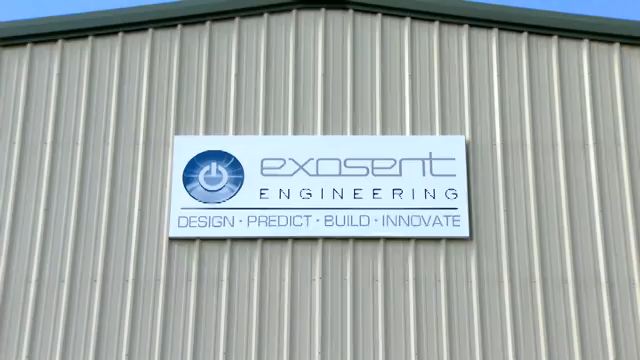 exosent
ENGINEERING
DESIGN · PREDICT · BUILD · INNOVATE